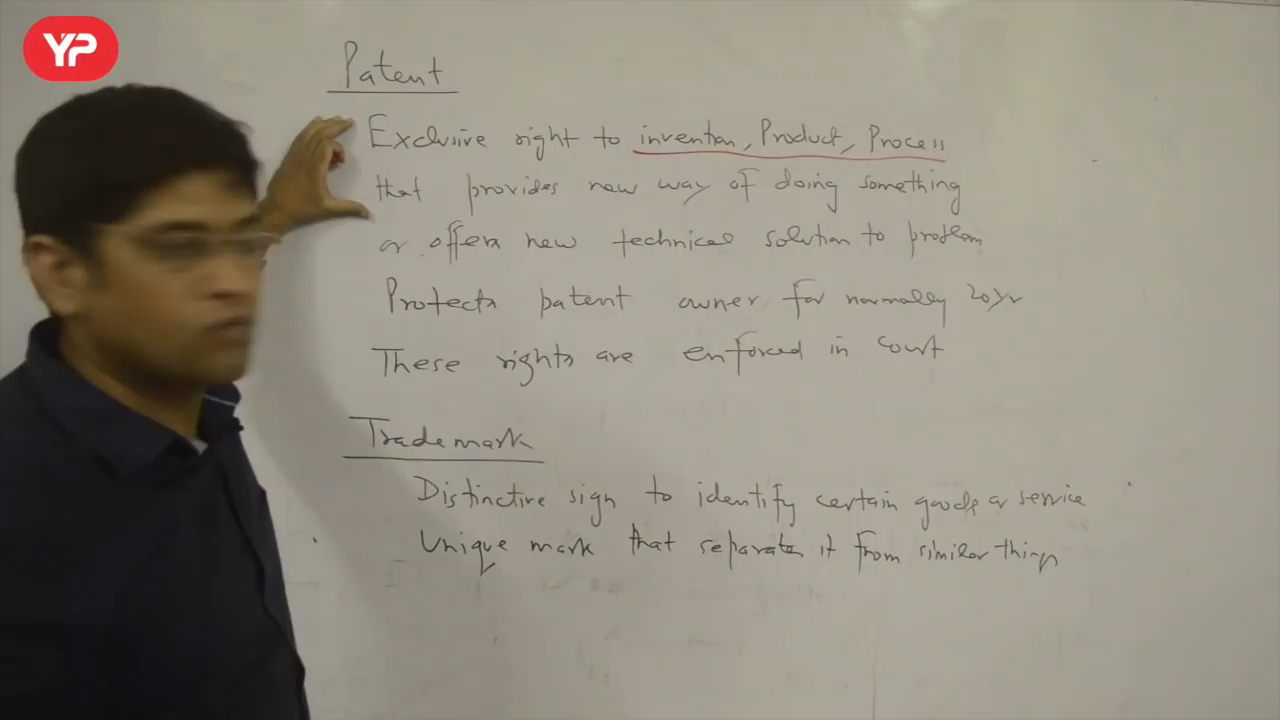 YP
Patent
Exclusive right to invention, Product, Process
that provides new way of doing something
or offers new technical solution to problem
Protects patent owner for normally 20yr
These rights are enforced in court
Trademark
Distinctive sign to identify certain goods or service
Unique mark that separates it from similar things